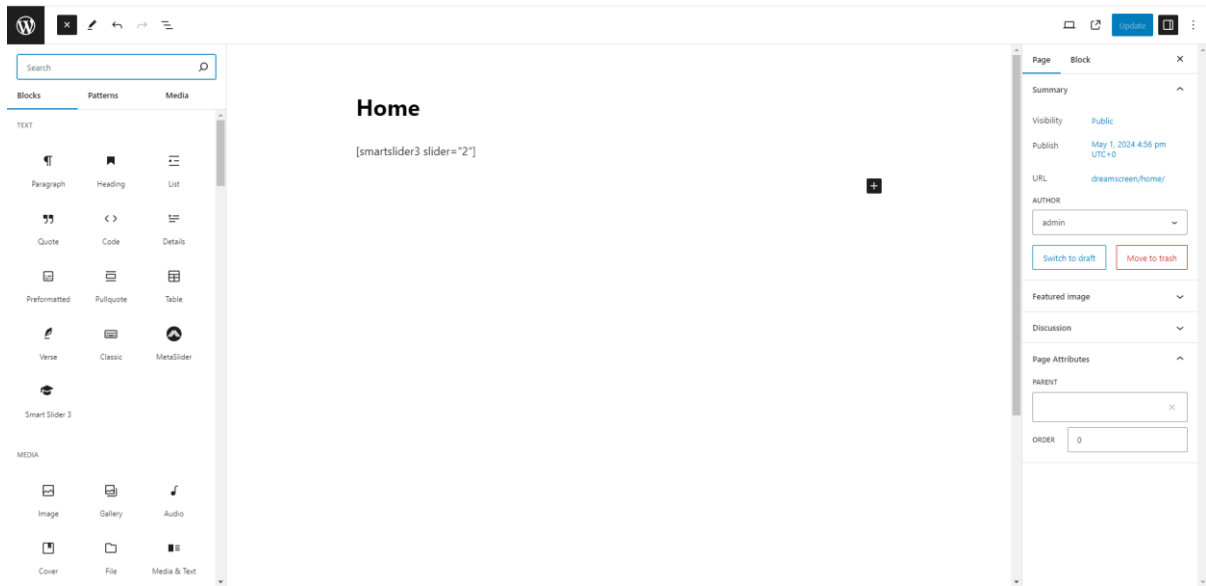 Update
Search
Blocks Patterns Media
TEXT
Paragraph Heading List
Quote Code Details
Preformatted Pullquote Table
Verse Classic MetaSlider
Smart Slider 3
MEDIA
Image Gallery Audio
Cover File Media & Text
Home
[smartslider3 slider="2"]
Page Block
Summary
Visibility Public
Publish May 1, 2024 4:56 pm
UTC+0
URL dreamscreen/home/
AUTHOR
admin
Switch to draft Move to trash
Featured image
Discussion
Page Attributes
PARENT
ORDER 0